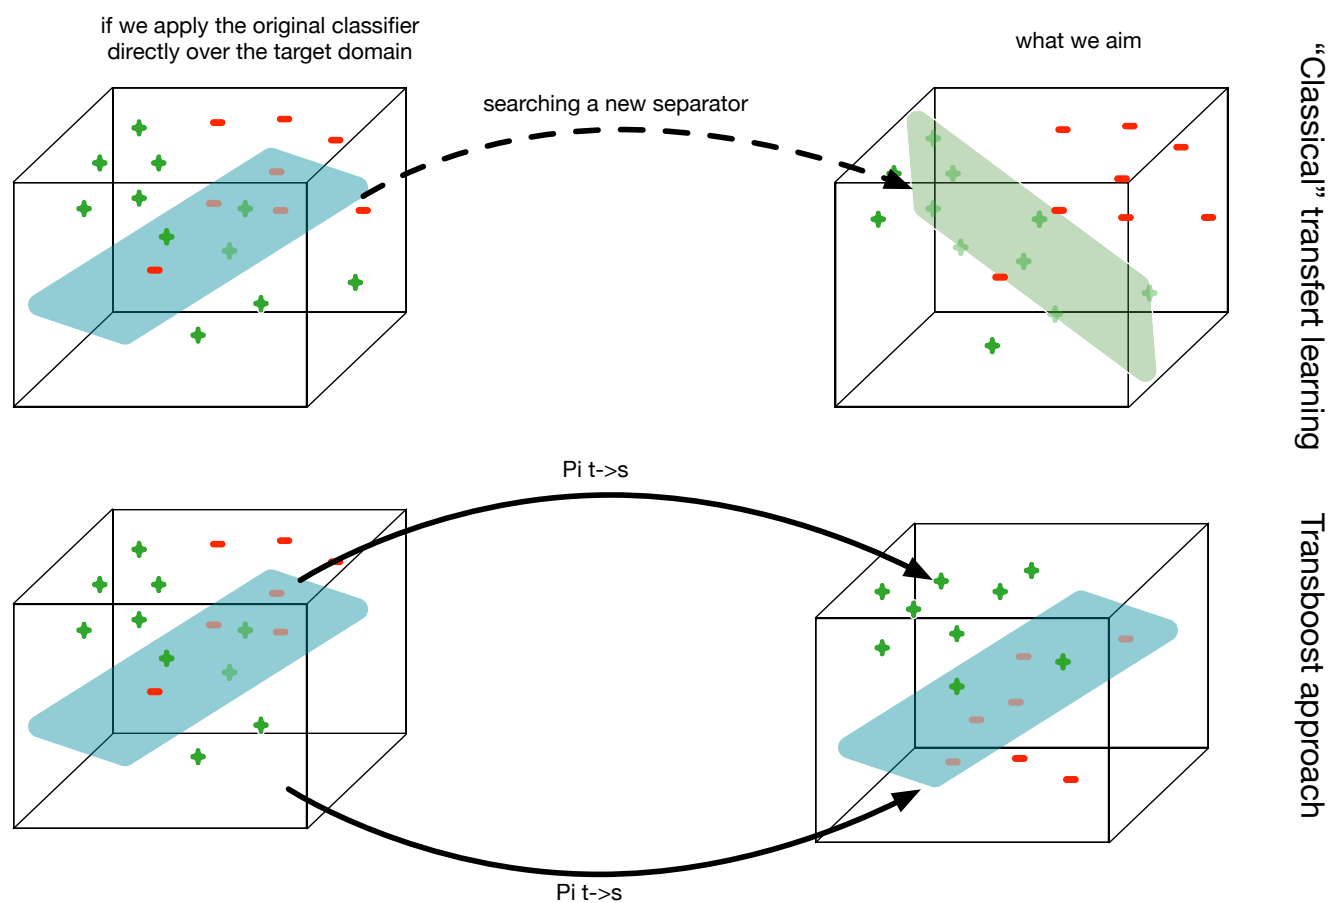 if we apply the original classifier
directly over the target domain
what we aim
searching a new separator
“Classical” transfert learning
Pi t->s
Transboost approach
Pi t->s